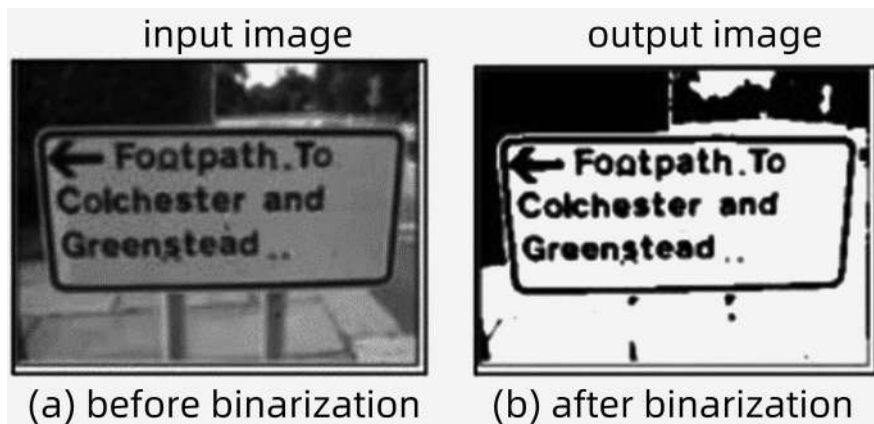 input image
output image
← Footpath.To
Colchester and
Greenstead..
← Footpath.To
Colchester and
Greenstead..
(a) before binarization
(b) after binarization